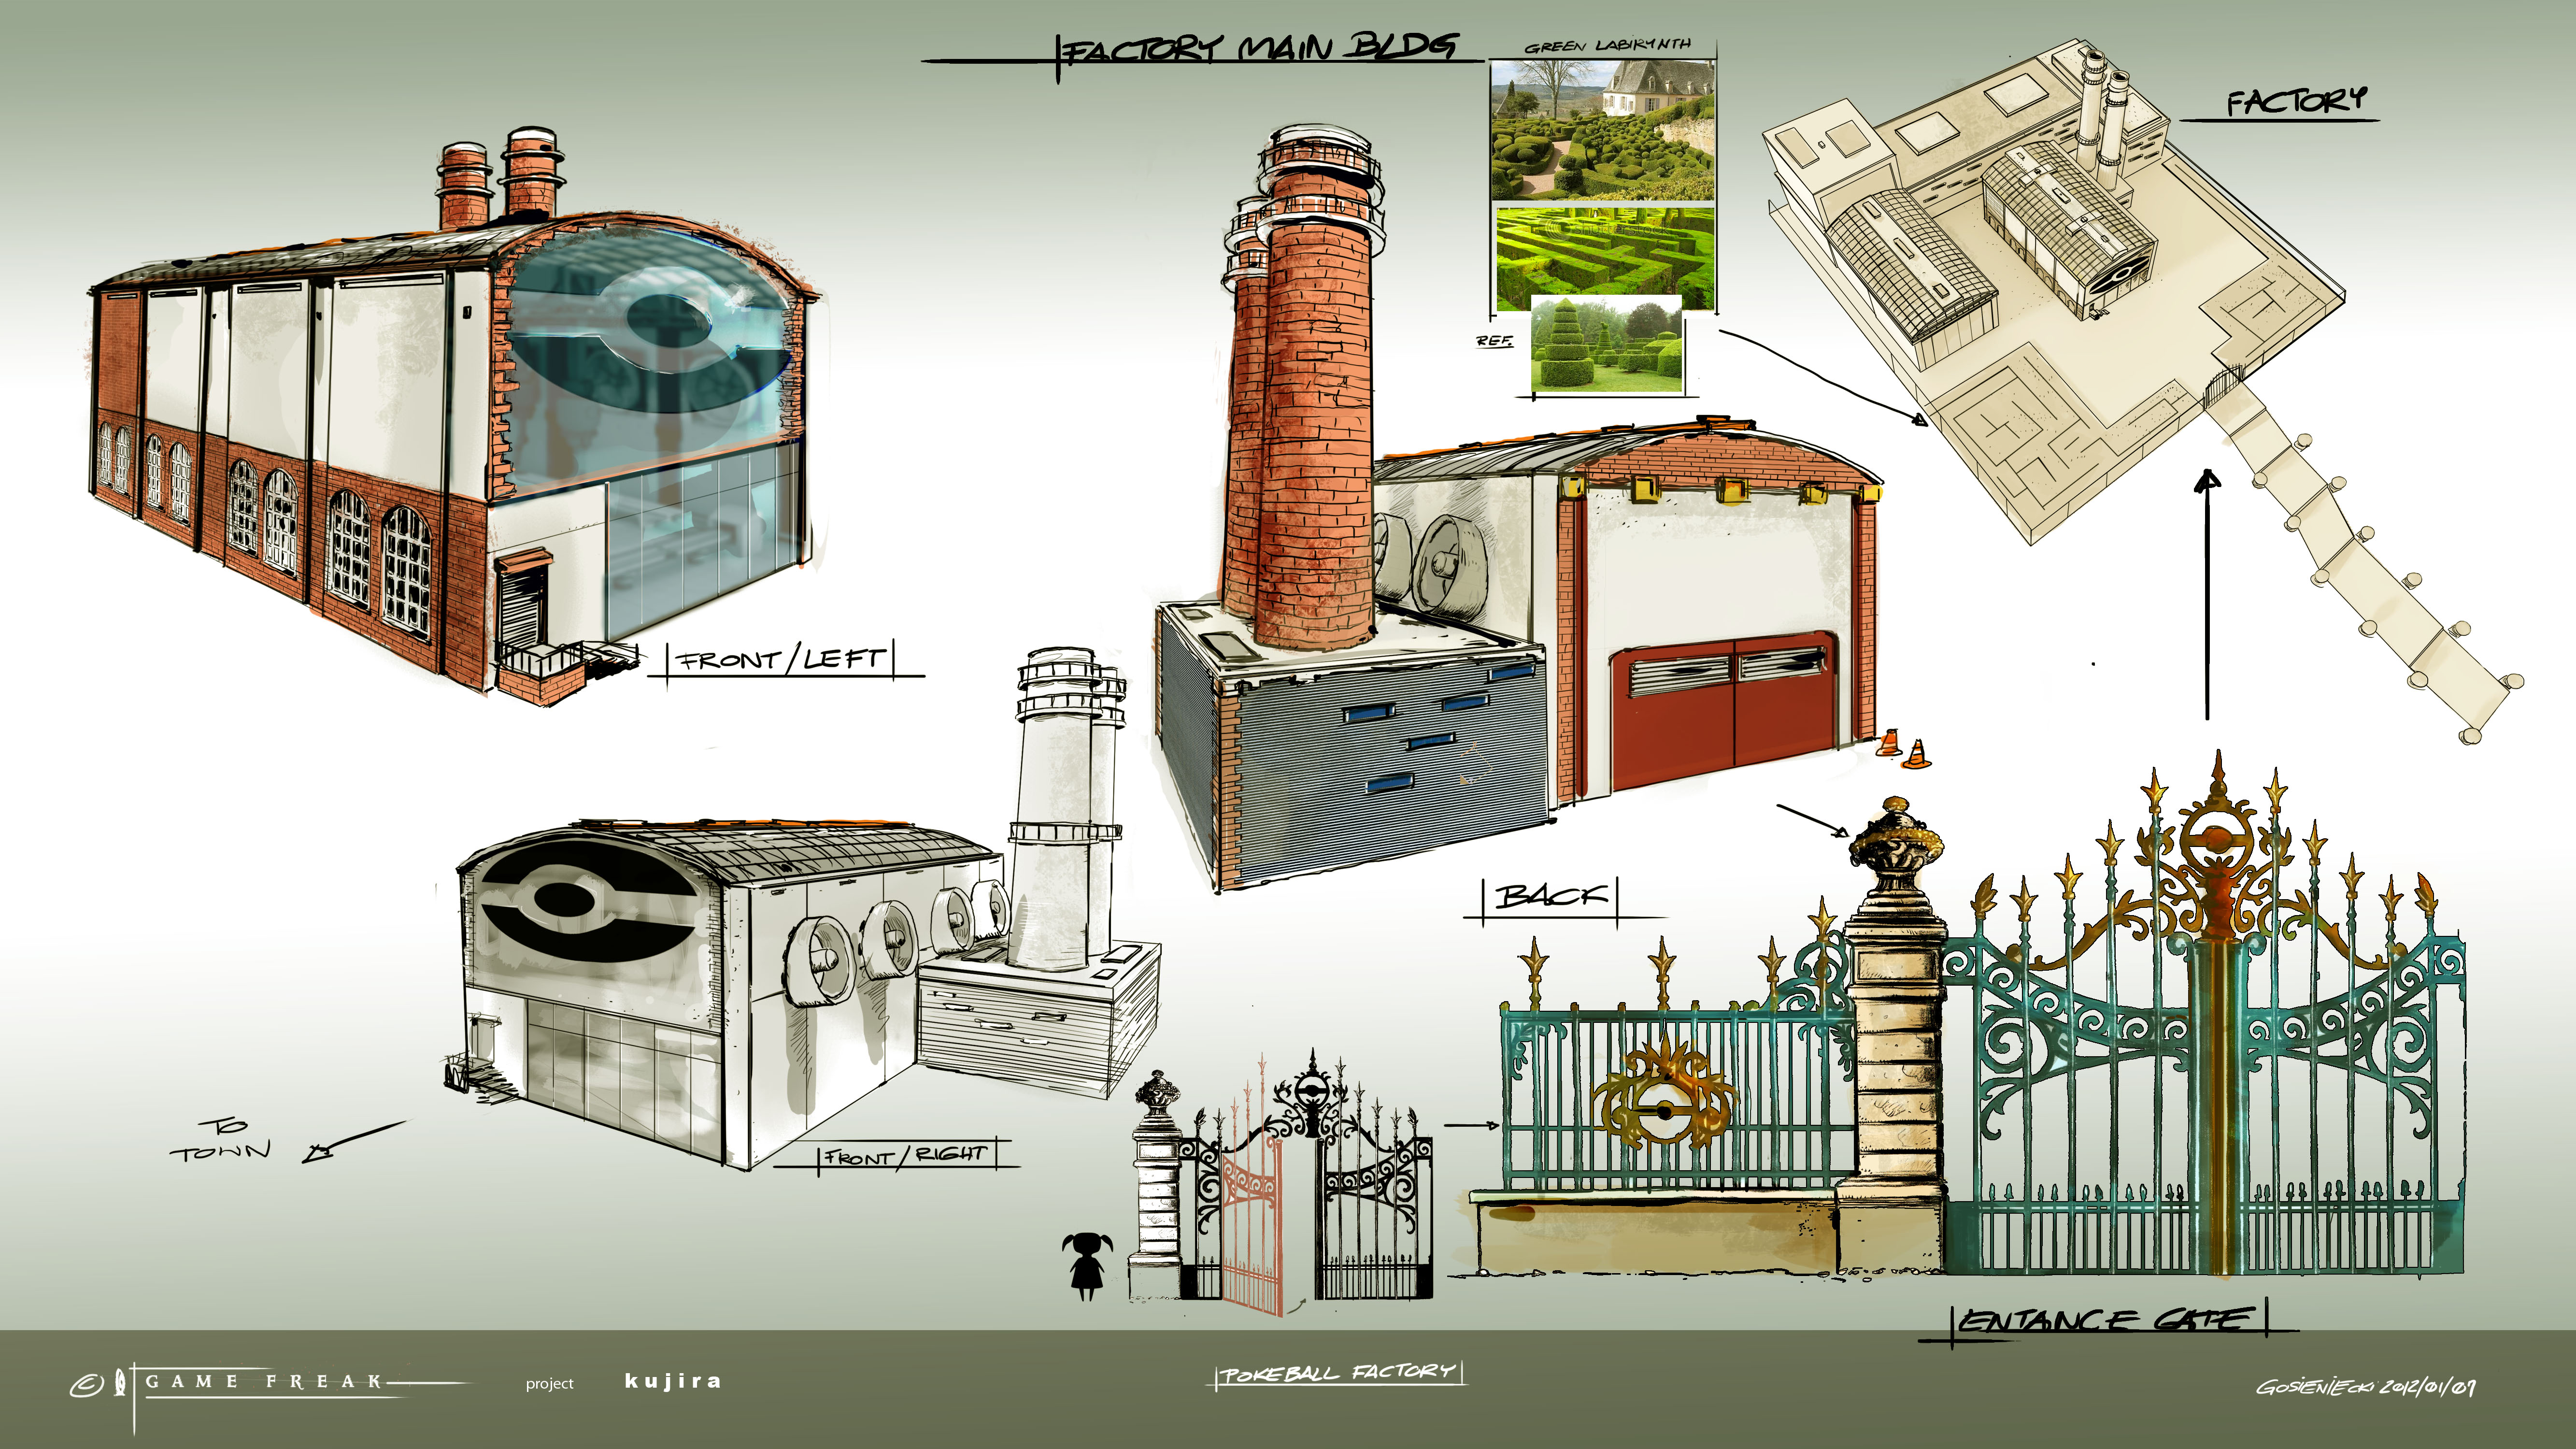 FACTORY MAIN BLDG
GREEN LABIRYNTH
FACTORY
REF.
FRONT/LEFT
BACK
TO
TOWN
FRONT/RIGHT
ENTANCE GATE
© GAME FREAK
project kujira
POKEBALL FACTORY
GOSIENIECKI 2012/01/07